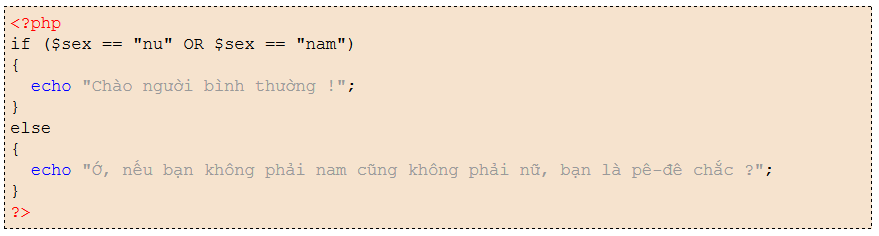 <?php
if ($sex == "nu" OR $sex == "nam")
{
  echo "Chào người bình thường !";
}
else
{
  echo "Ớ, nếu bạn không phải nam cũng không phải nữ, bạn là pê-đê chắc ?";
}
?>